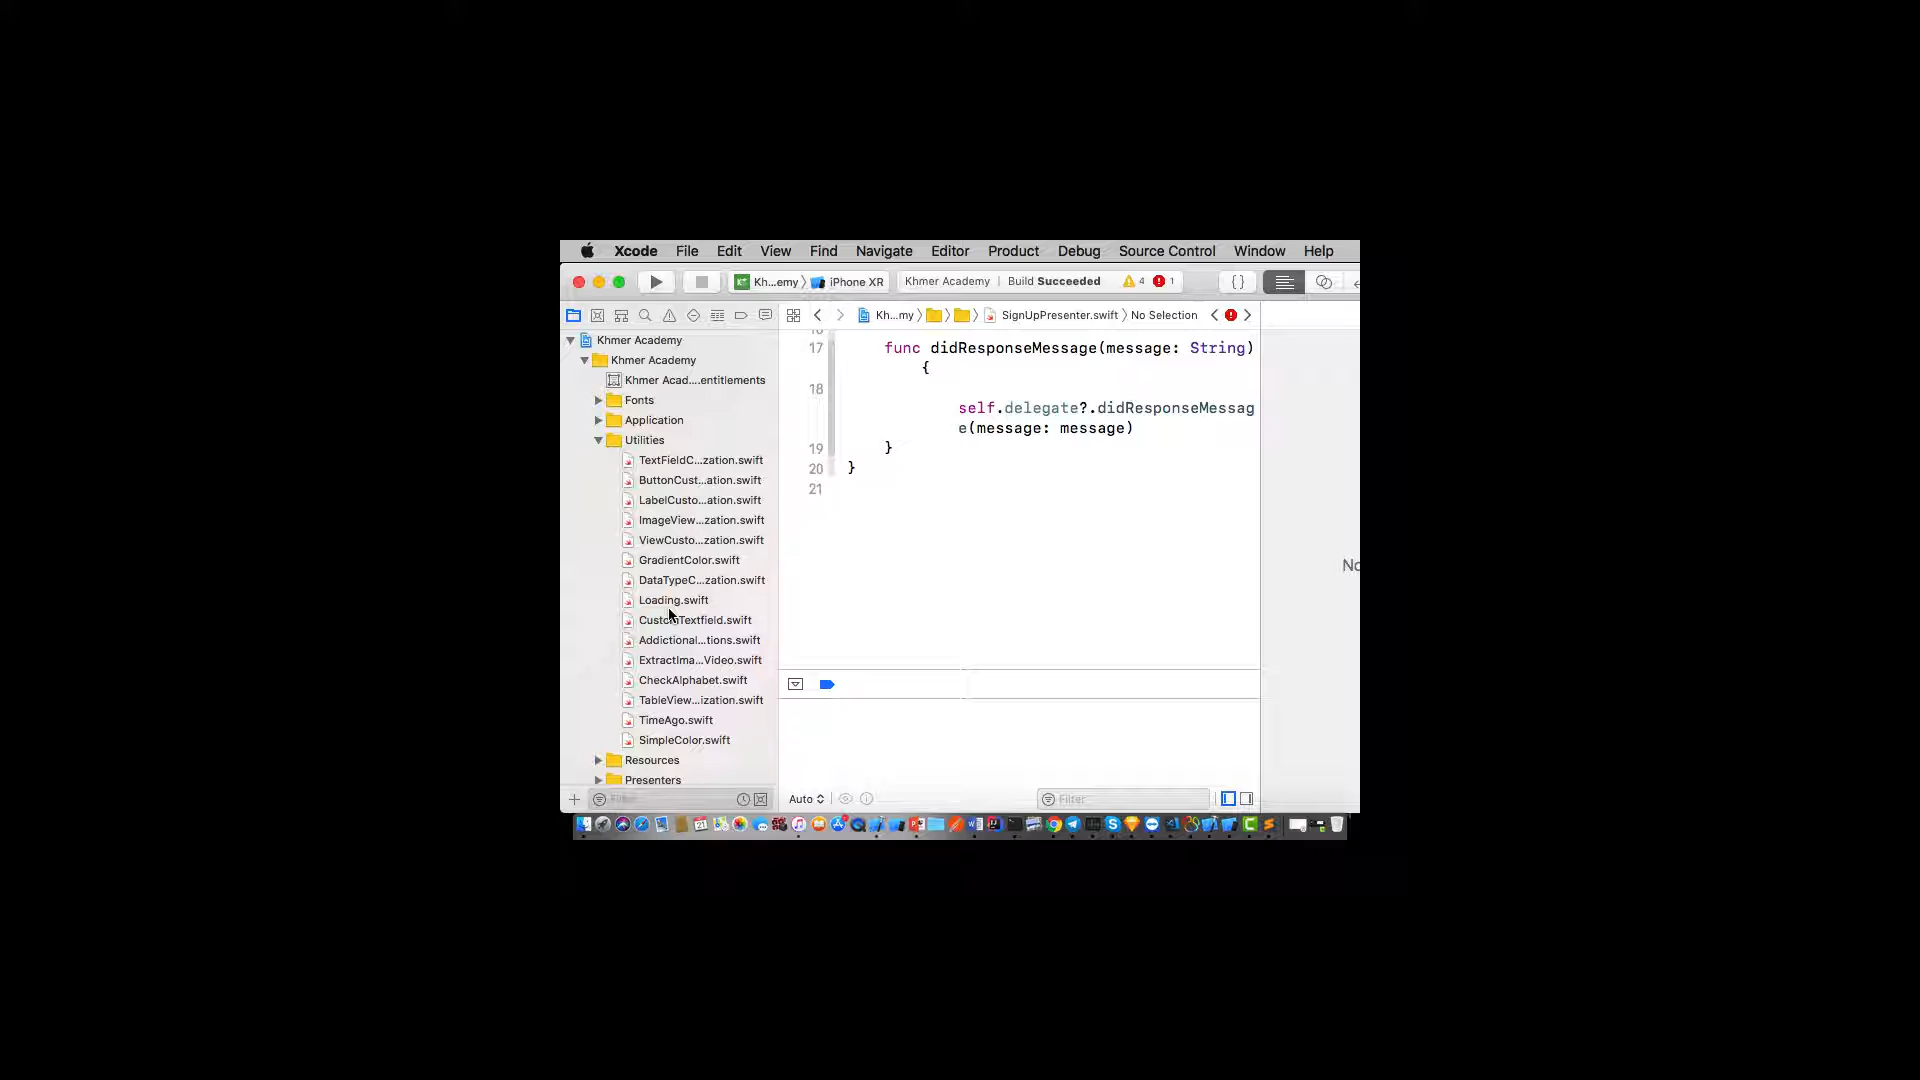 Xcode File Edit View Find Navigate Editor Product Debug Source Control Window Help
Kh...emy iPhone XR Khmer Academy Build Succeeded 4 1 { }
Kh...my SignUpPresenter.swift No Selection
Khmer Academy
Khmer Academy
Khmer Acad....entitlements
Fonts
Application
Utilities
TextFieldC...zation.swift
ButtonCust...ation.swift
LabelCusto...ation.swift
ImageView...zation.swift
ViewCusto...zation.swift
GradientColor.swift
DataTypeC...zation.swift
Loading.swift
Textfield.swift
Addictional...tions.swift
ExtractIma...Video.swift
CheckAlphabet.swift
TableView...ization.swift
TimeAgo.swift
SimpleColor.swift
Resources
Presenters
Filter
17 func didResponseMessage(message: String)
{
18
self.delegate?.didResponseMessag
e(message: message)
19 }
20 }
21
No
Auto
Filter
21